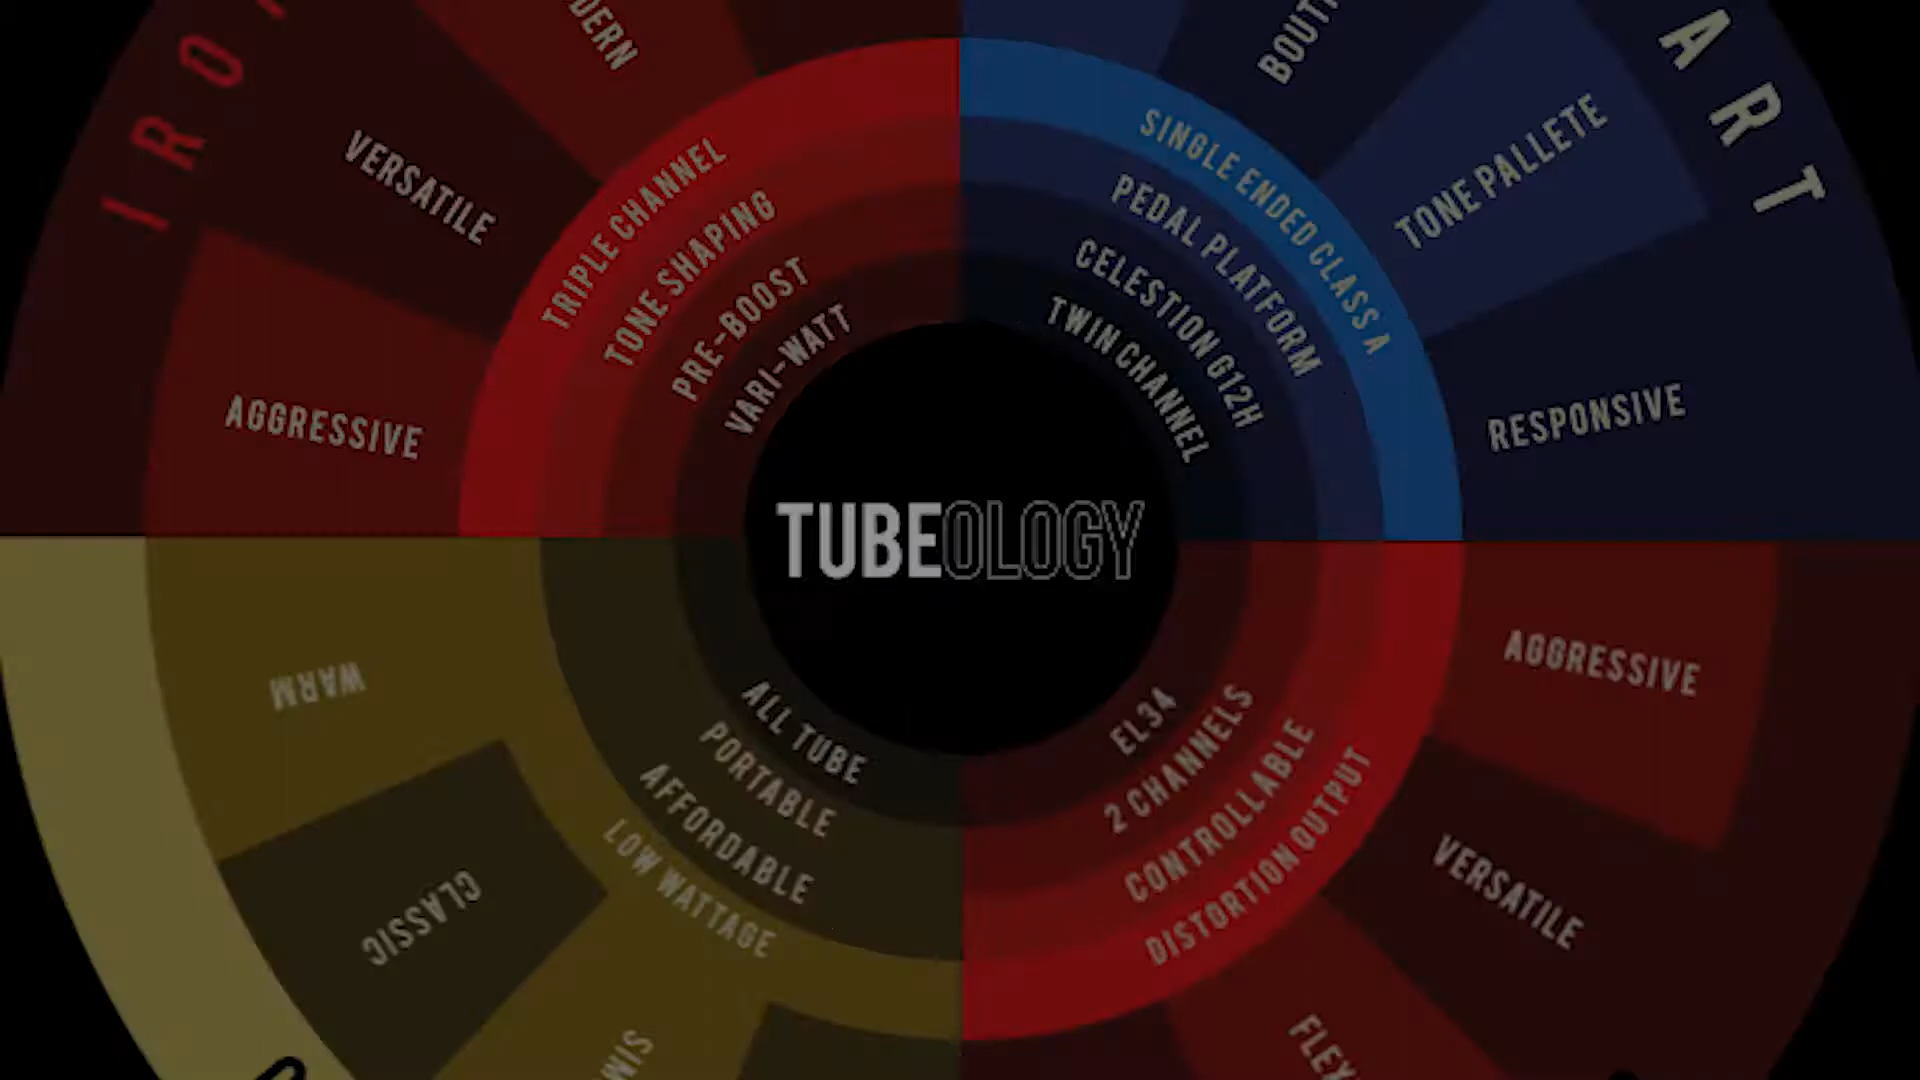 VERSATILE
AGGRESSIVE
TRIPLE CHANNEL
TONE SHAPING
PRE-BOOST
VARI-WATT
SINGLE ENDED CLASS A
PEDAL PLATFORM
CELESTION G12H
TWIN CHANNEL
TONE PALLETE
RESPONSIVE
ART
TUBEOLOGY
WARM
CLASSIC
ALL TUBE
PORTABLE
AFFORDABLE
LOW WATTAGE
EL34
2 CHANNELS
CONTROLLABLE
DISTORTION OUTPUT
AGGRESSIVE
VERSATILE